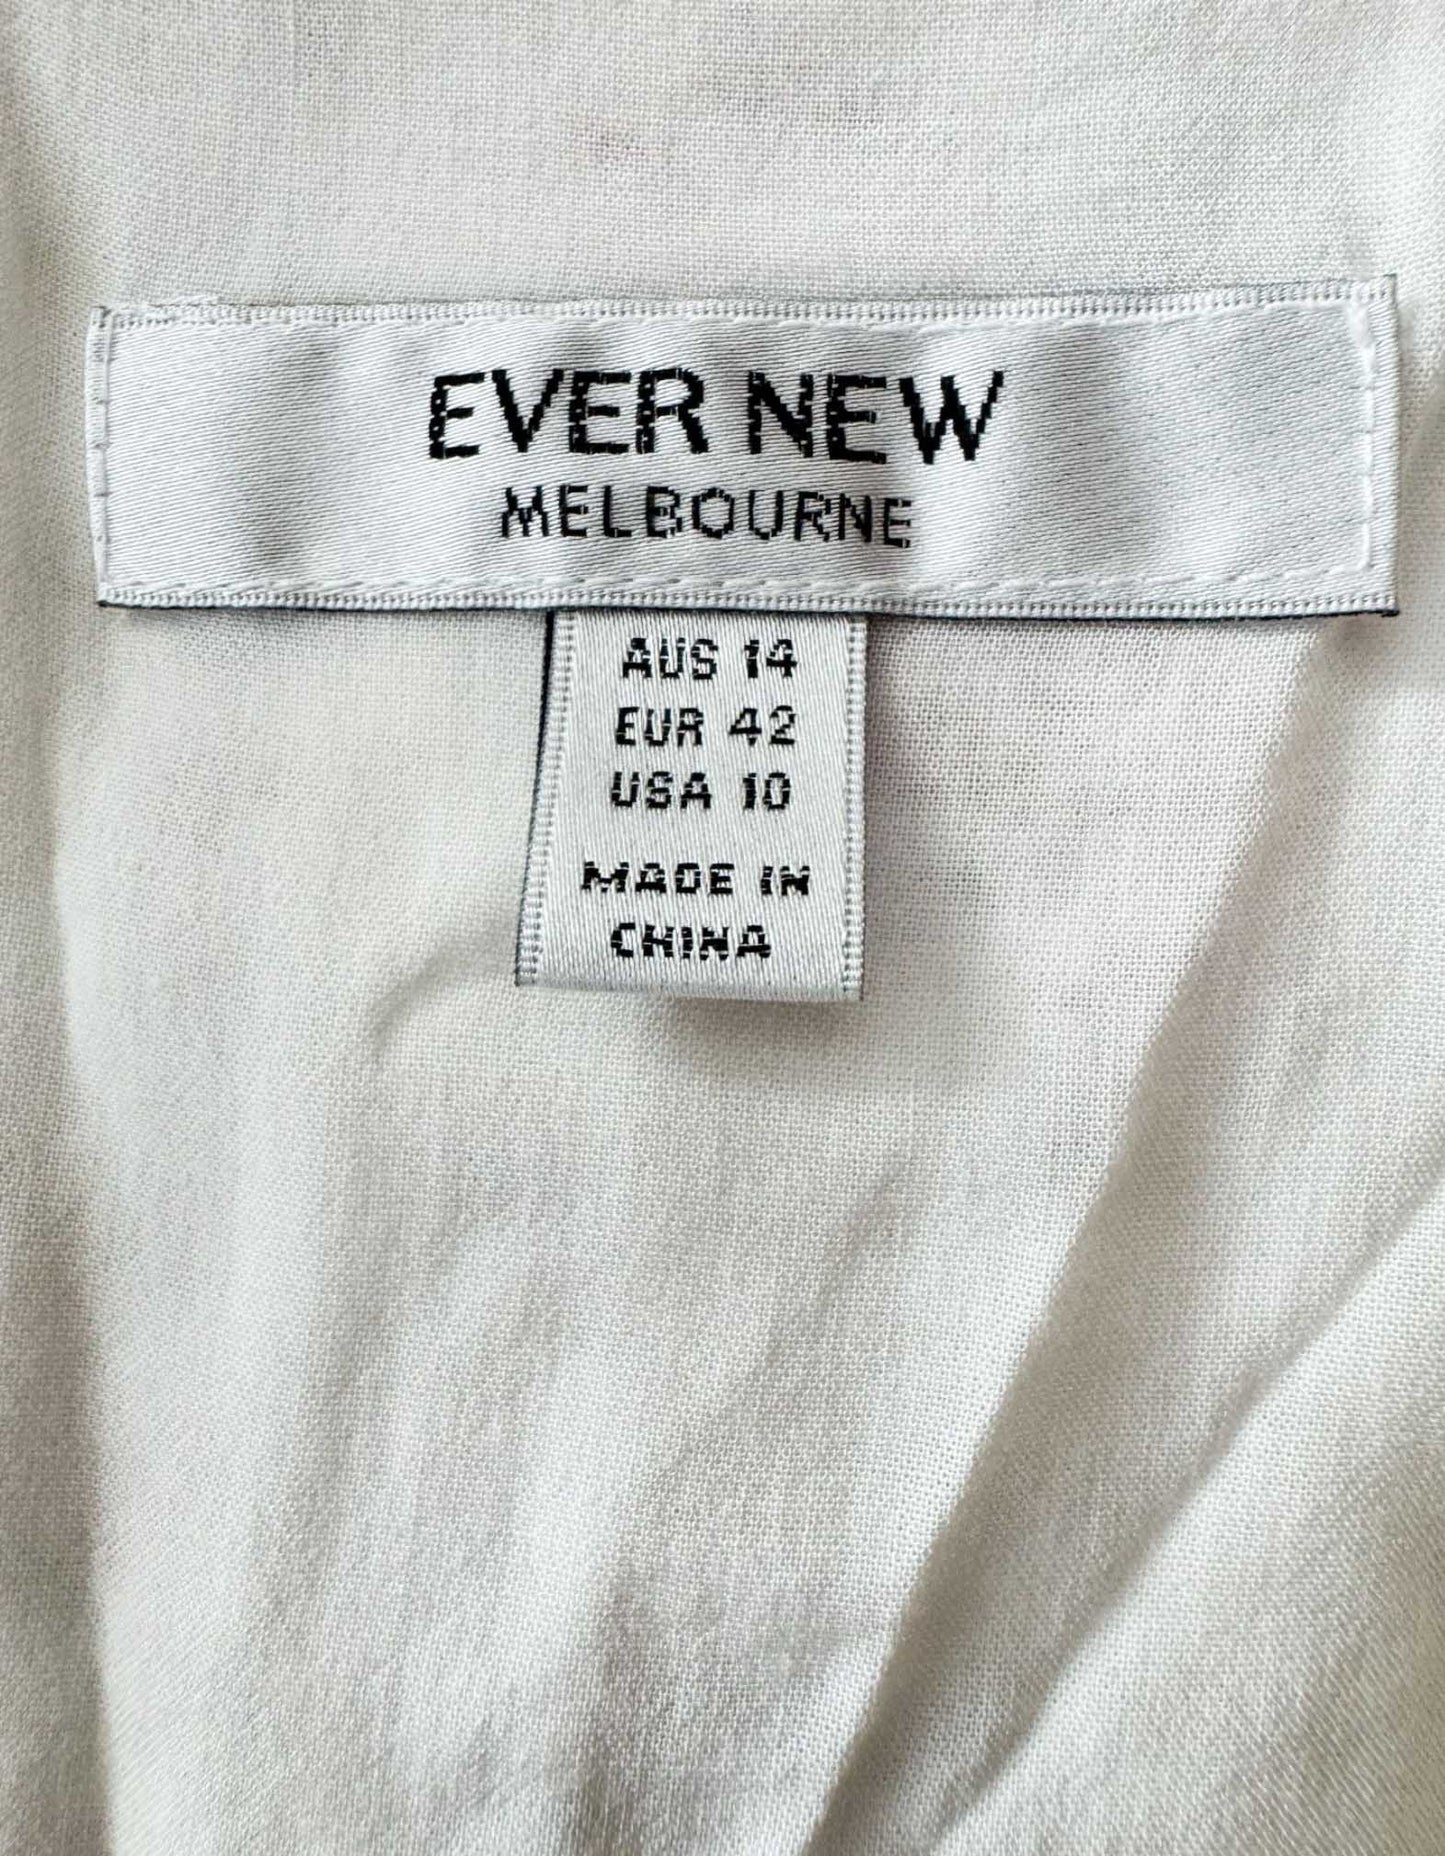 EVER NEW
MELBOURNE
AUS 14
EUR 42
USA 10
MADE IN
CHINA